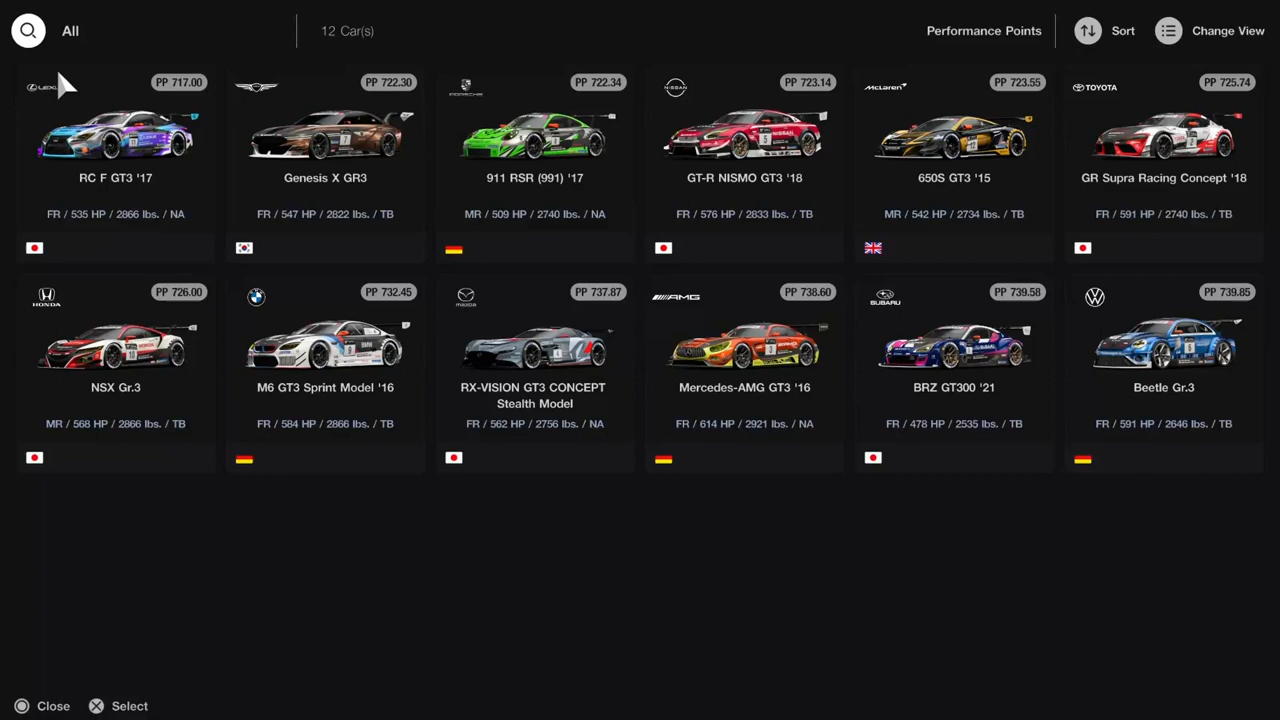 All
12 Car(s)
Performance Points
Sort
Change View
PP 717.00
RC F GT3 '17
FR / 535 HP / 2866 lbs. / NA
PP 722.30
Genesis X GR3
FR / 547 HP / 2822 lbs. / TB
PORSCHE
PP 722.34
911 RSR (991) '17
MR / 509 HP / 2740 lbs. / NA
NISSAN
PP 723.14
GT-R NISMO GT3 '18
FR / 576 HP / 2833 lbs. / TB
McLaren
PP 723.55
650S GT3 '15
MR / 542 HP / 2734 lbs. / TB
TOYOTA
PP 725.74
GR Supra Racing Concept '18
FR / 591 HP / 2740 lbs. / TB
HONDA
PP 726.00
NSX Gr.3
MR / 568 HP / 2866 lbs. / TB
PP 732.45
M6 GT3 Sprint Model '16
FR / 584 HP / 2866 lbs. / TB
mazda
PP 737.87
RX-VISION GT3 CONCEPT
Stealth Model
FR / 562 HP / 2756 lbs. / NA
AMG
PP 738.60
Mercedes-AMG GT3 '16
FR / 614 HP / 2921 lbs. / NA
SUBARU
PP 739.58
BRZ GT300 '21
FR / 478 HP / 2535 lbs. / TB
PP 739.85
Beetle Gr.3
FR / 591 HP / 2646 lbs. / TB
Close
Select